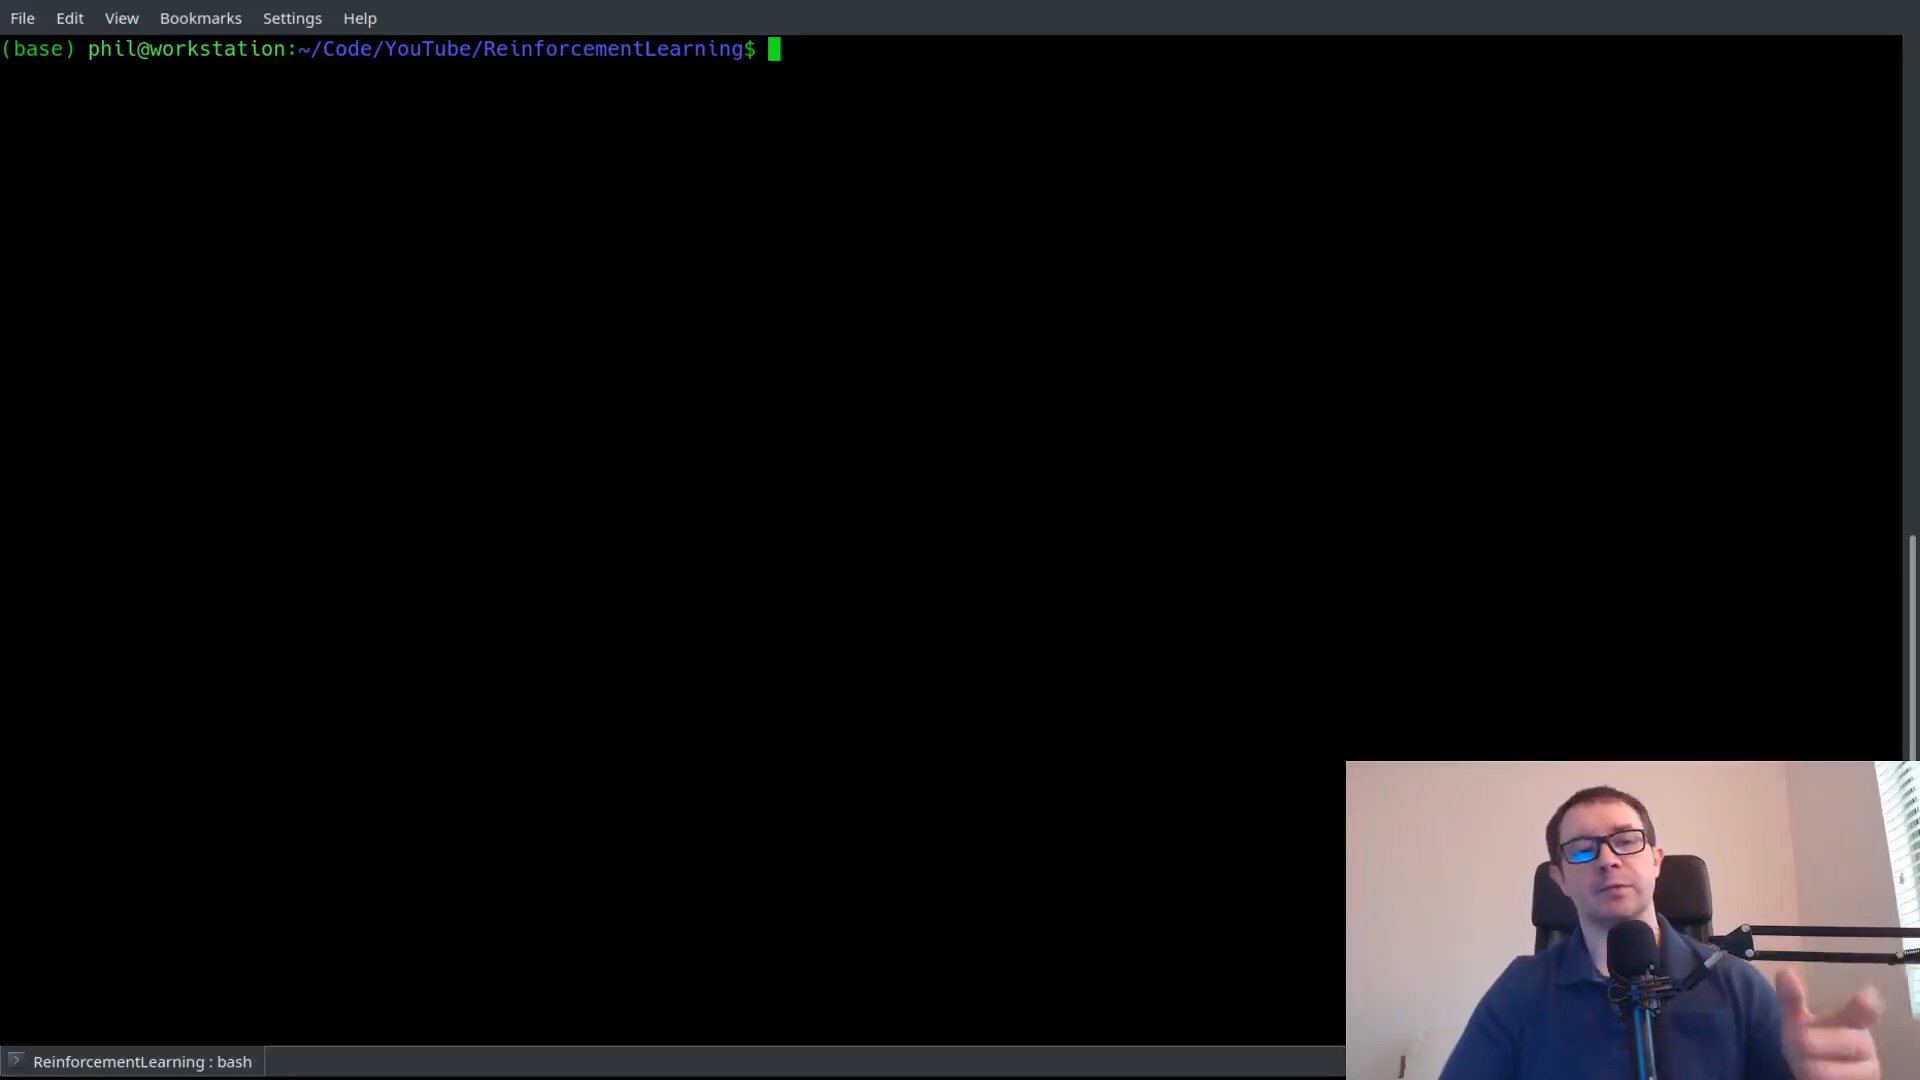 File Edit View Bookmarks Settings Help
(base) phil@workstation:~/Code/YouTube/ReinforcementLearning$
ReinforcementLearning : bash